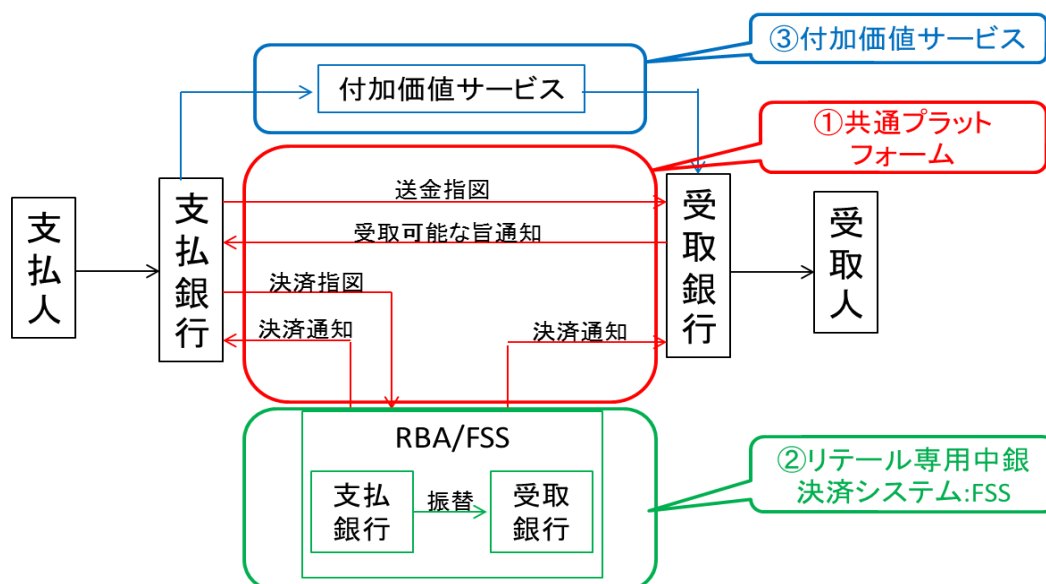 ③付加価値サービス
付加価値サービス
①共通プラット
フォーム
支払人
支払銀行
送金指図
受取可能な旨通知
決済指図
決済通知
決済通知
受取銀行
受取人
RBA/FSS
支払
銀行
振替
受取
銀行
②リテール専用中銀
決済システム:FSS